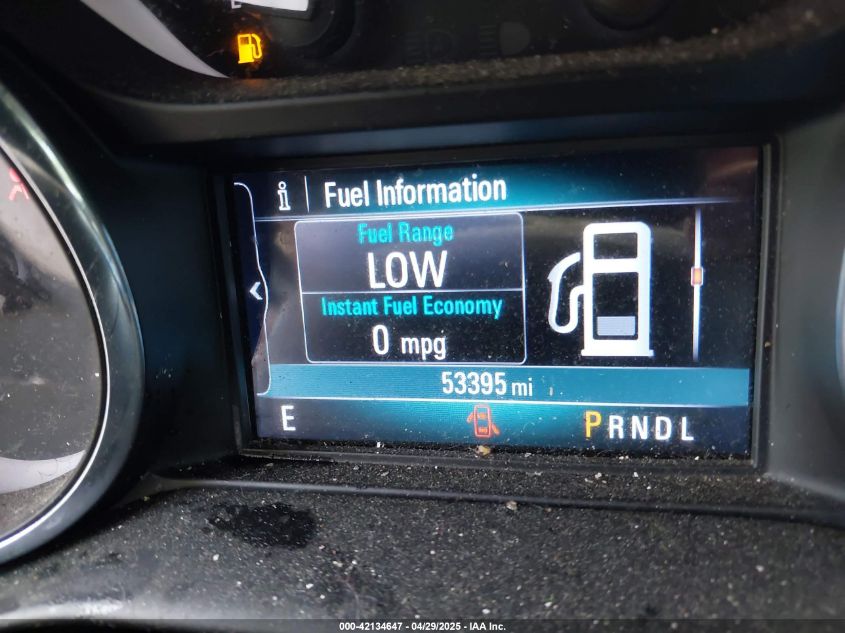 Fuel Information
Fuel Range
LOW
Instant Fuel Economy
0 mpg
53395 mi
E PRNDL
000-42134647 - 04/29/2025 - IAA Inc.